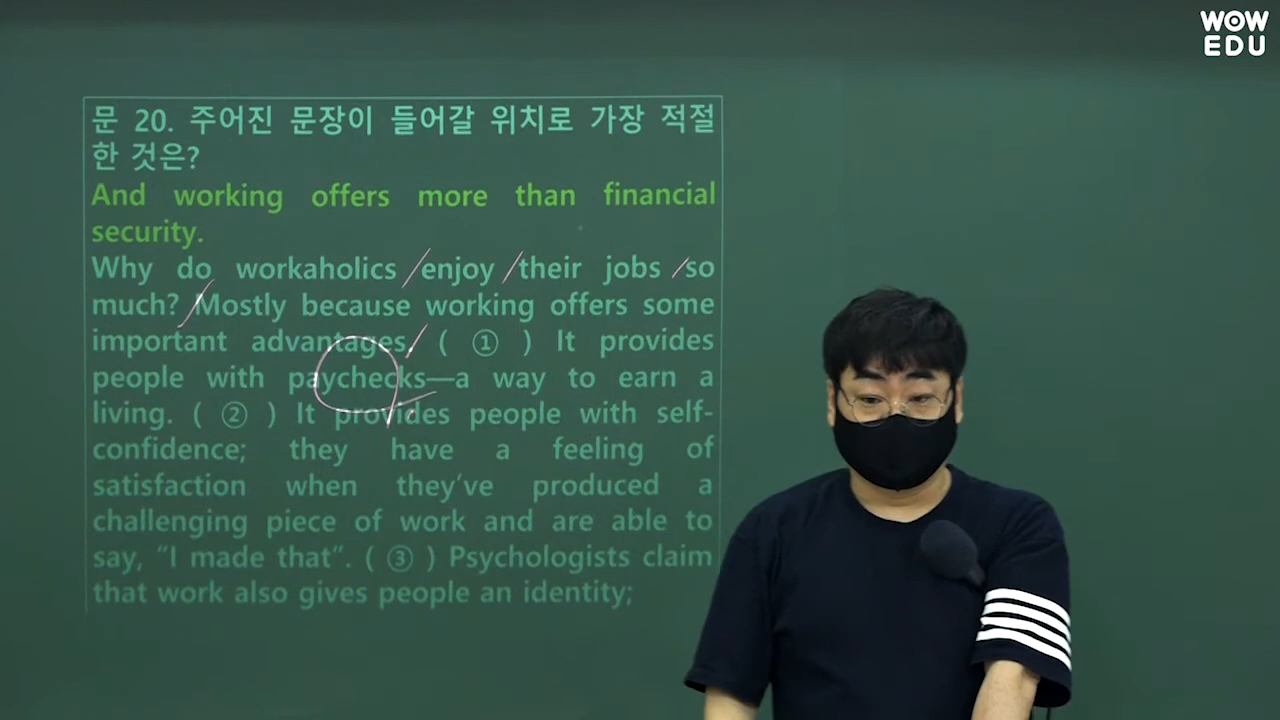 WOW
EDU
문 20. 주어진 문장이 들어갈 위치로 가장 적절
한 것은?
And working offers more than financial
security.
Why do workaholics enjoy their jobs so
much? Mostly because working offers some
important advantages. ( ① ) It provides
people with paychecks—a way to earn a
living. ( ② ) It provides people with self-
confidence; they have a feeling of
satisfaction when they've produced a
challenging piece of work and are able to
say, “I made that”. ( ③ ) Psychologists claim
that work also gives people an identity;